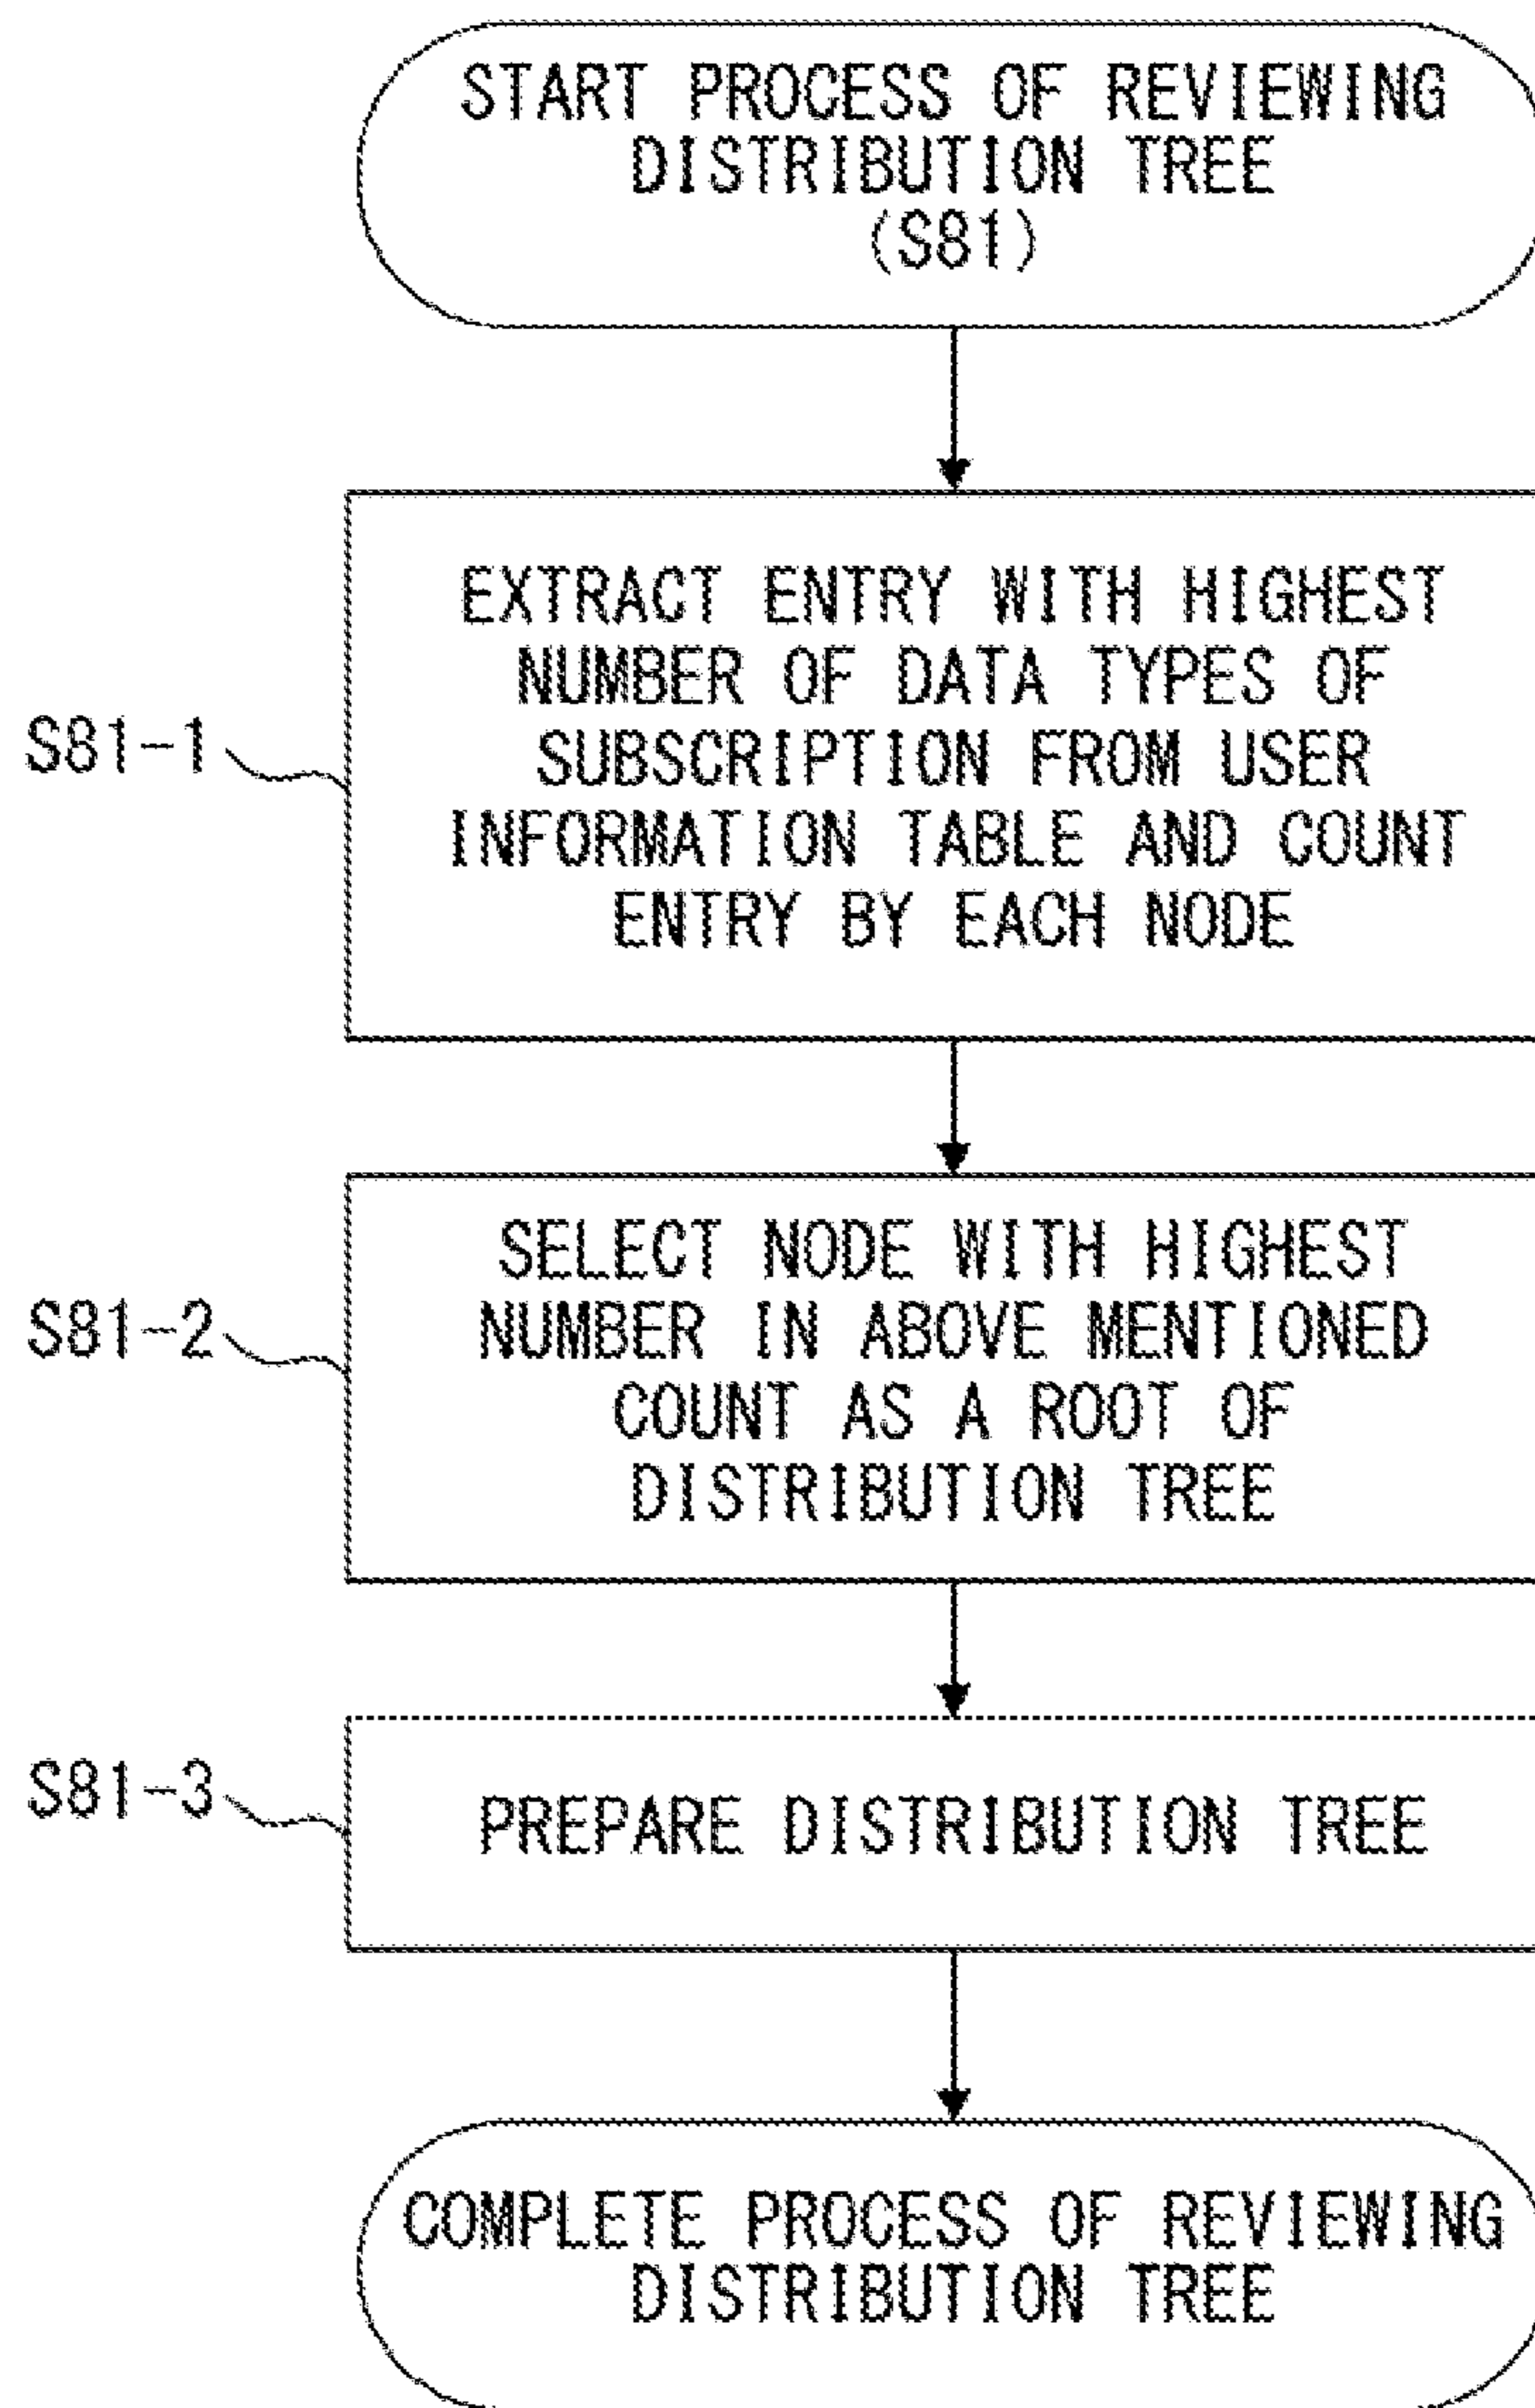 START PROCESS OF REVIEWING
DISTRIBUTION TREE
(S81)
EXTRACT ENTRY WITH HIGHEST
NUMBER OF DATA TYPES OF
SUBSCRIPTION FROM USER
INFORMATION TABLE AND COUNT
ENTRY BY EACH NODE
S81-1
SELECT NODE WITH HIGHEST
NUMBER IN ABOVE MENTIONED
COUNT AS A ROOT OF
DISTRIBUTION TREE
S81-2
PREPARE DISTRIBUTION TREE
S81-3
COMPLETE PROCESS OF REVIEWING
DISTRIBUTION TREE